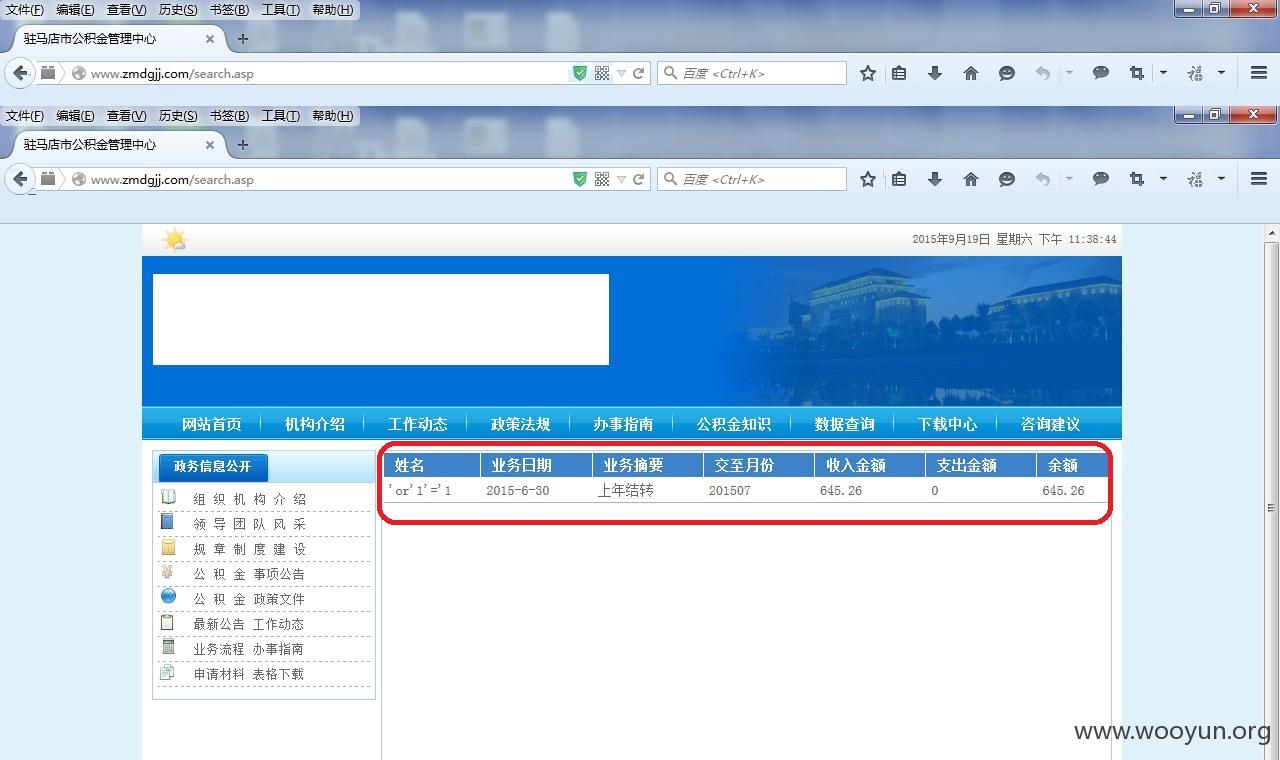 文件(F) 编辑(E) 查看(V) 历史(S) 书签(B) 工具(T) 帮助(H)
驻马店市公积金管理中心
www.zmdgjj.com/search.asp 百度 <Ctrl+K>
文件(F) 编辑(E) 查看(V) 历史(S) 书签(B) 工具(T) 帮助(H)
驻马店市公积金管理中心
www.zmdgjj.com/search.asp 百度 <Ctrl+K>
2015年9月19日 星期六 下午 11:38:44
网站首页 机构介绍 工作动态 政策法规 办事指南 公积金知识 数据查询 下载中心 咨询建议
政务信息公开
组织机构介绍
领导团队风采
规章制度建设
公积金 事项公告
公积金 政策文件
最新公告 工作动态
业务流程 办事指南
申请材料 表格下载
姓名 业务日期 业务摘要 交至月份 收入金额 支出金额 余额
'or'1'='1 2015-6-30 上年结转 201507 645.26 0 645.26
www.wooyun.org